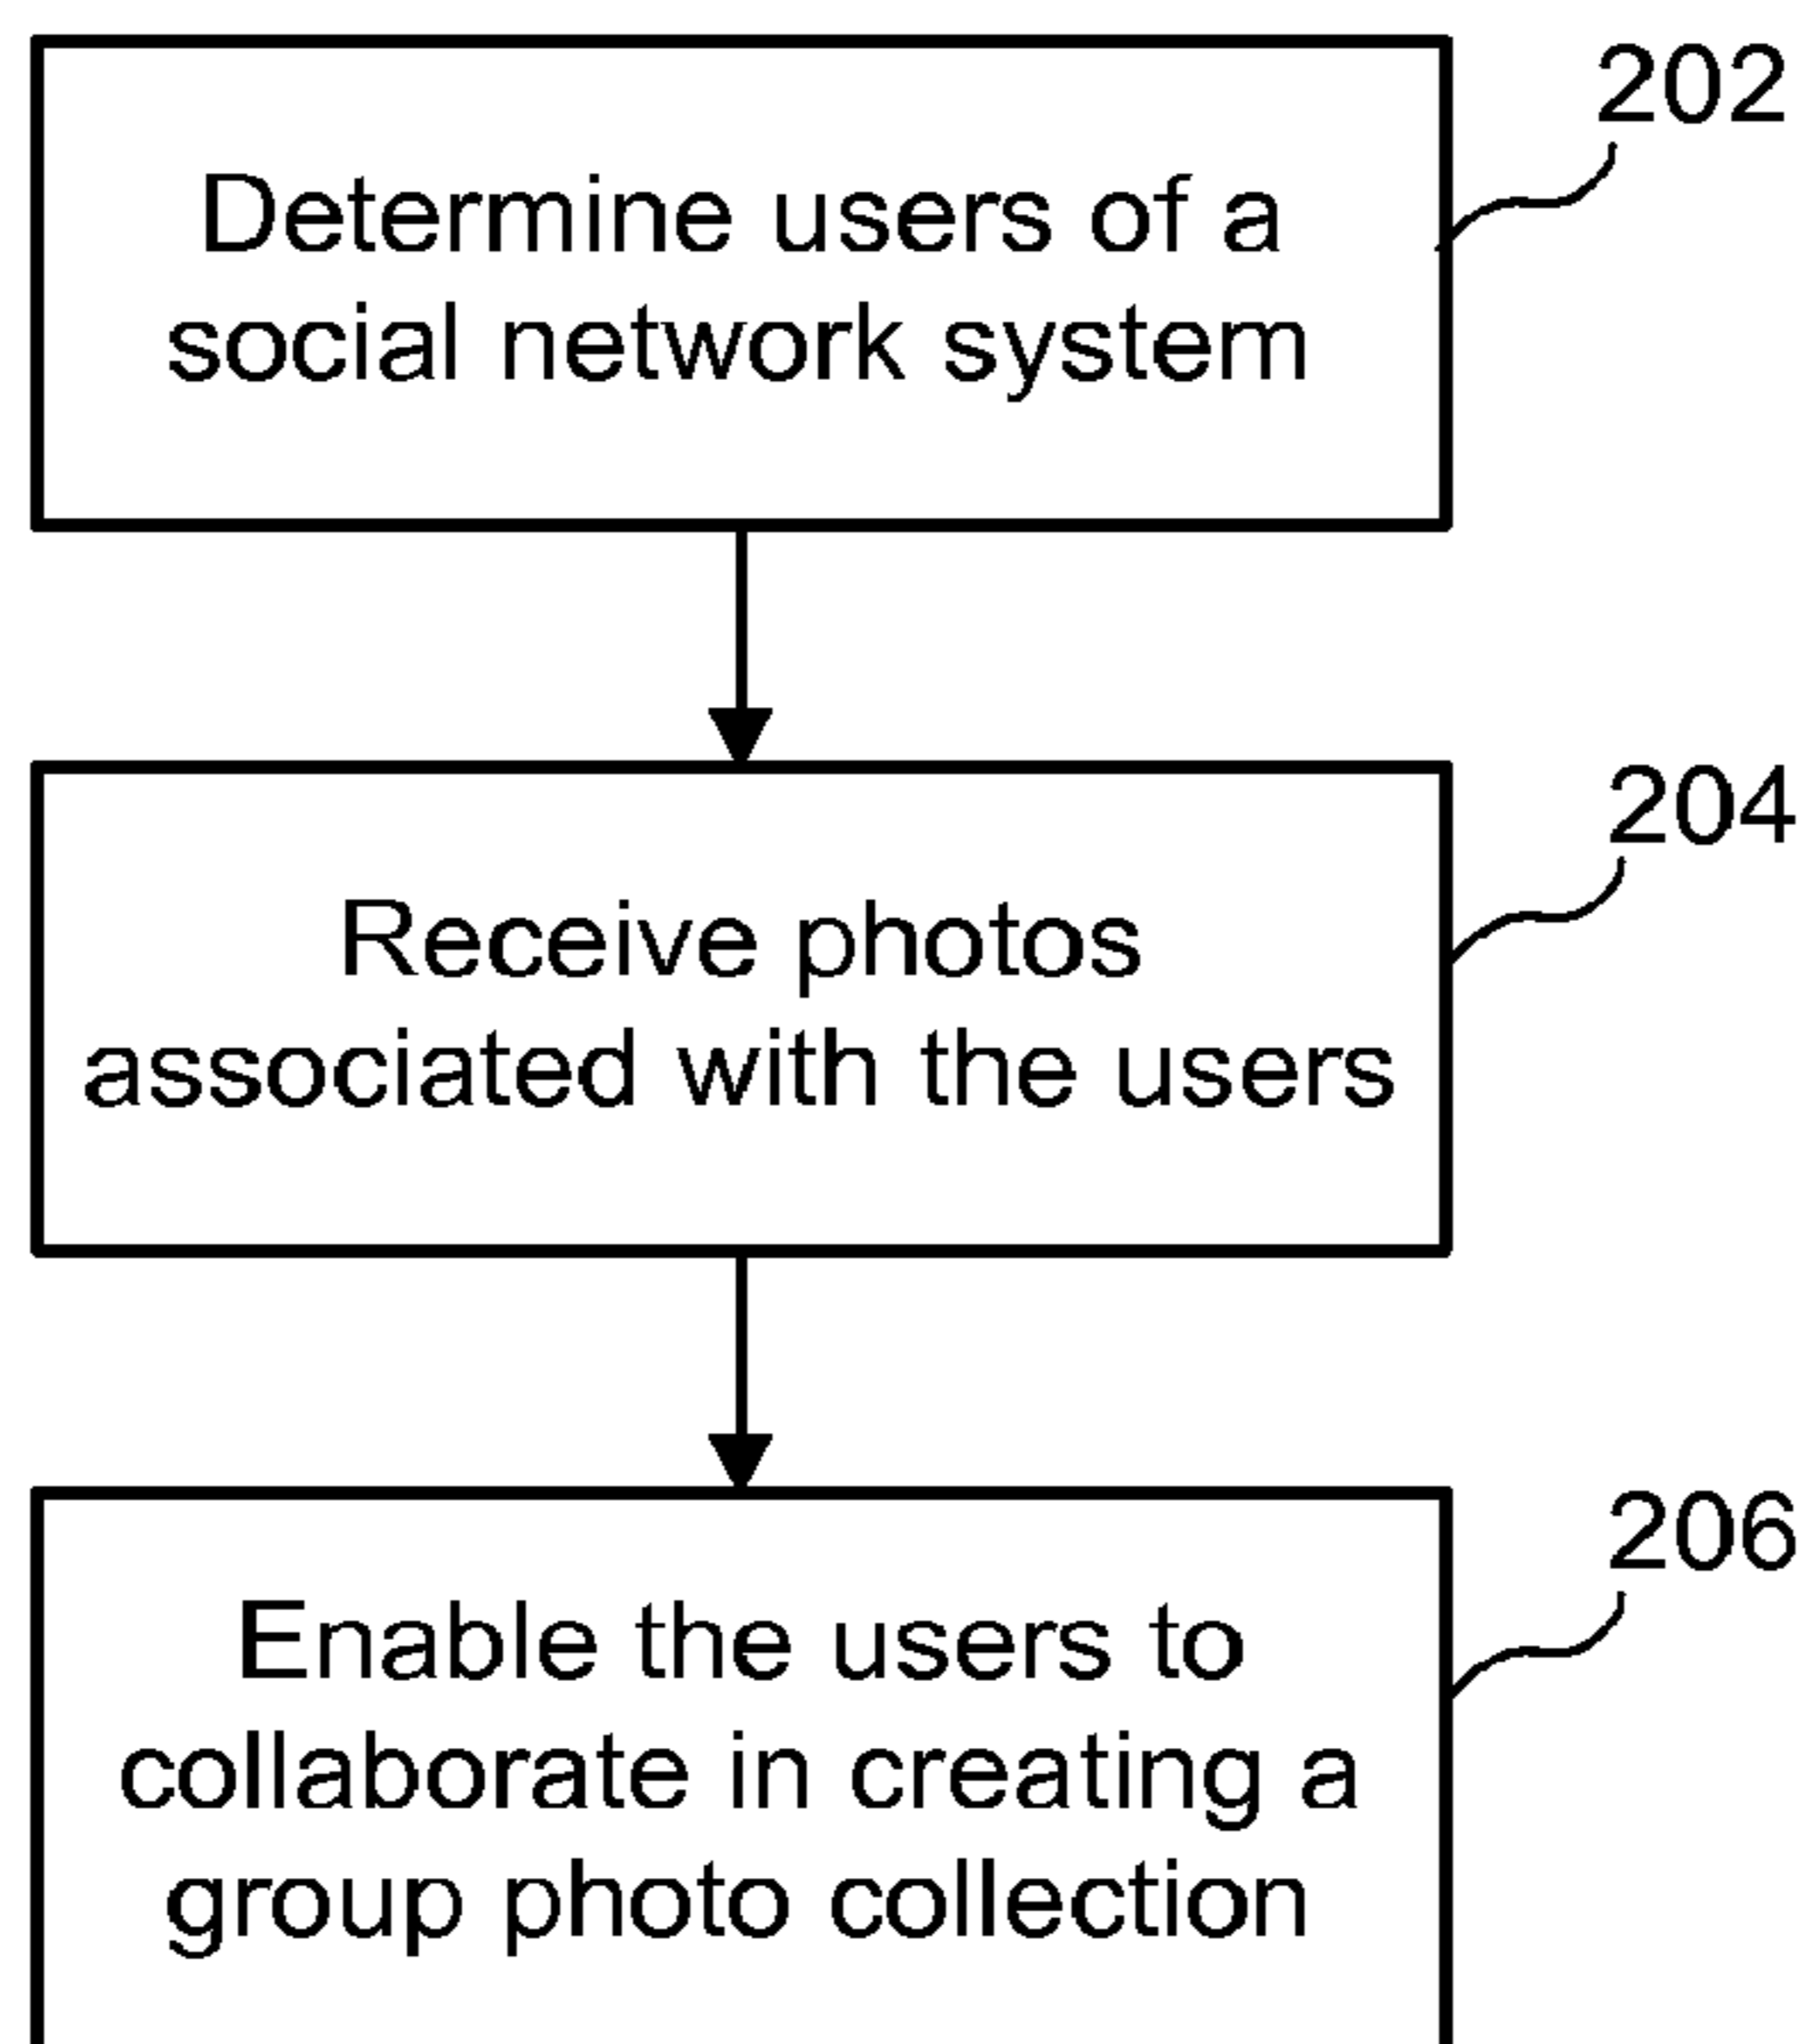 202
Determine users of a
social network system
204
Receive photos
associated with the users
206
Enable the users to
collaborate in creating a
group photo collection